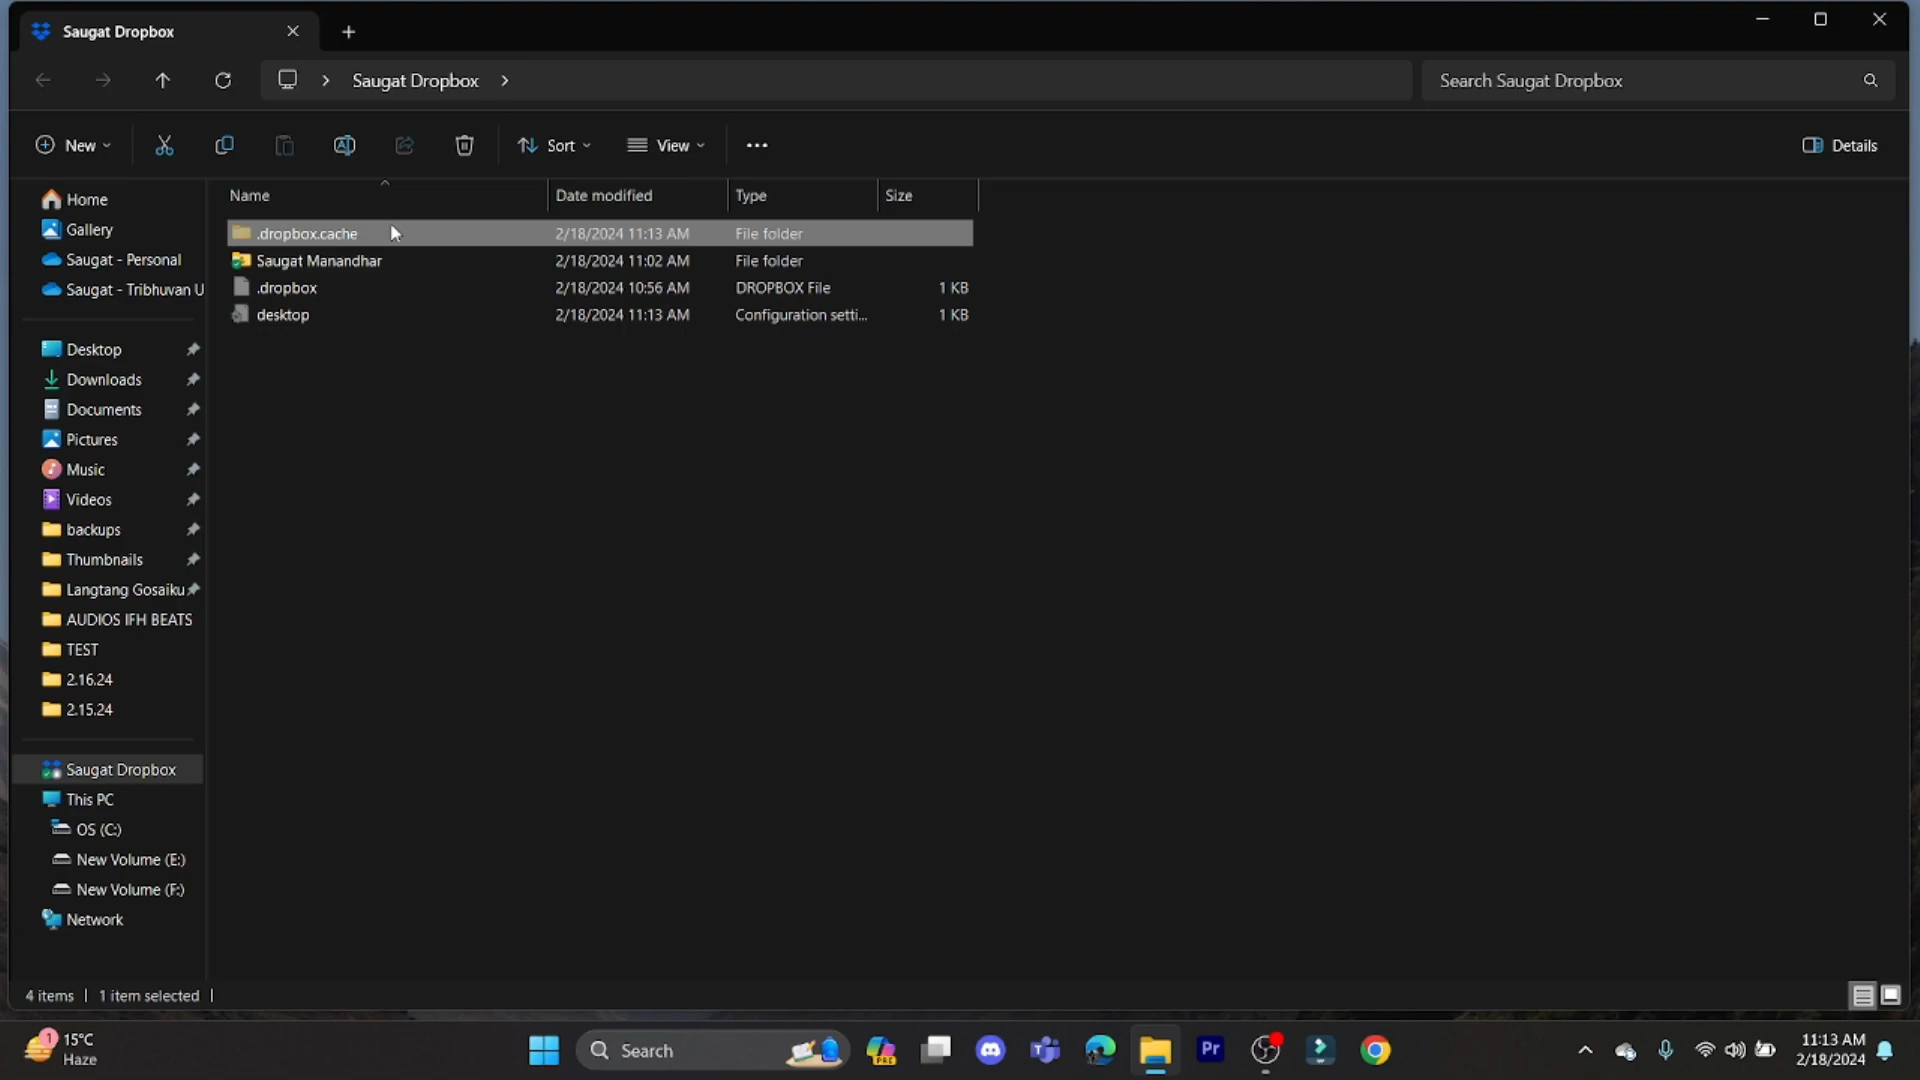 Saugat Dropbox
Saugat Dropbox
Search Saugat Dropbox
New
Sort
View
Details
Name Date modified Type Size
.dropbox.cache 2/18/2024 11:13 AM File folder
Saugat Manandhar 2/18/2024 11:02 AM File folder
.dropbox 2/18/2024 10:56 AM DROPBOX File 1 KB
desktop 2/18/2024 11:13 AM Configuration setti... 1 KB
Home
Gallery
Saugat - Personal
Saugat - Tribhuvan U
Desktop
Downloads
Documents
Pictures
Music
Videos
backups
Thumbnails
Langtang Gosaiku
AUDIOS IFH BEATS
TEST
2.16.24
2.15.24
Saugat Dropbox
This PC
OS (C:)
New Volume (E:)
New Volume (F:)
Network
4 items 1 item selected
1
15°C
Haze
Search
PRE
Pr
11:13 AM
2/18/2024